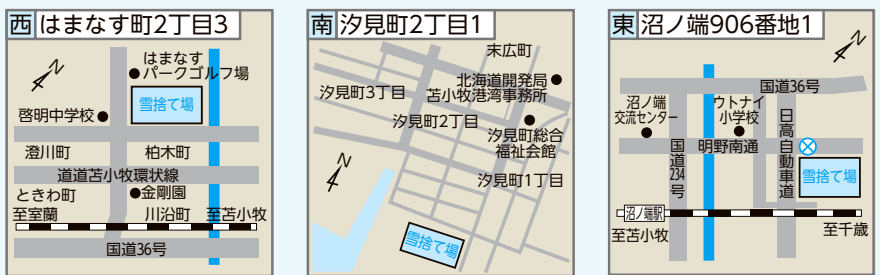 西 はまなす町2丁目3
N
はまなす
パークゴルフ場
啓明中学校
雪捨て場
澄川町
柏木町
道道苫小牧環状線
ときわ町
金剛園
至室蘭
川沿町
至苫小牧
国道36号
南 汐見町2丁目1
末広町
北海道開発局
苫小牧港湾事務所
汐見町3丁目
汐見町2丁目
汐見町総合
福祉会館
汐見町1丁目
N
雪捨て場
東 沼ノ端906番地1
N
国道36号
沼ノ端
交流センター
ウトナイ
小学校
日高自動車道
国道234号
明野南通
雪捨て場
沼ノ端駅
至苫小牧
至千歳